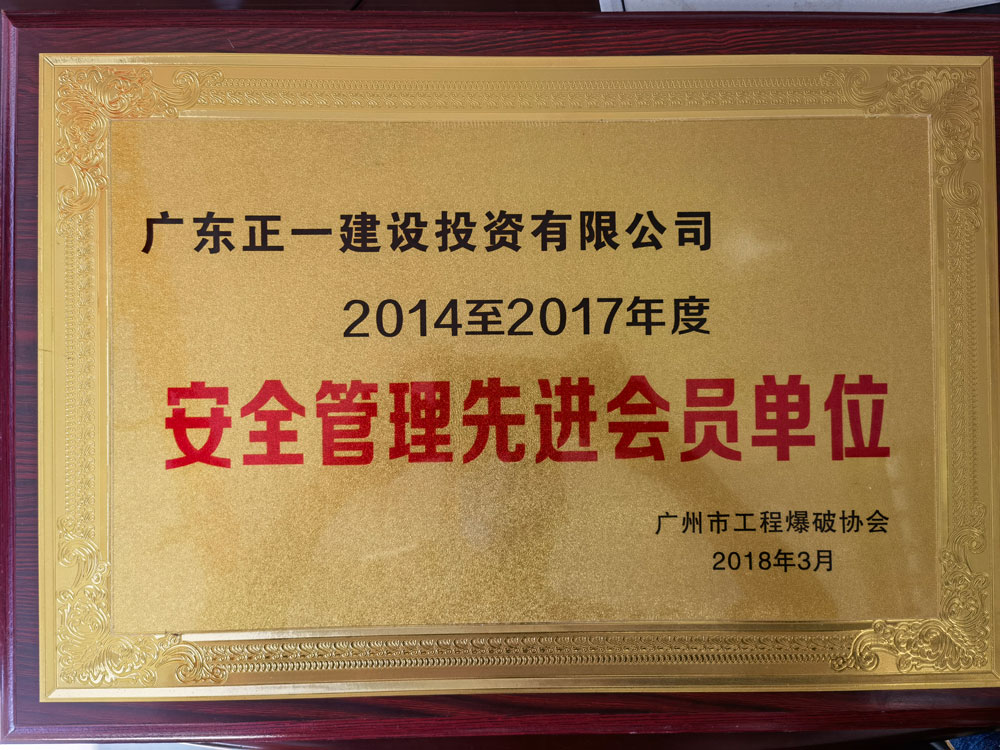 广东正一建设投资有限公司
2014至2017年度
安全管理先进会员单位
广州市工程爆破协会
2018年3月